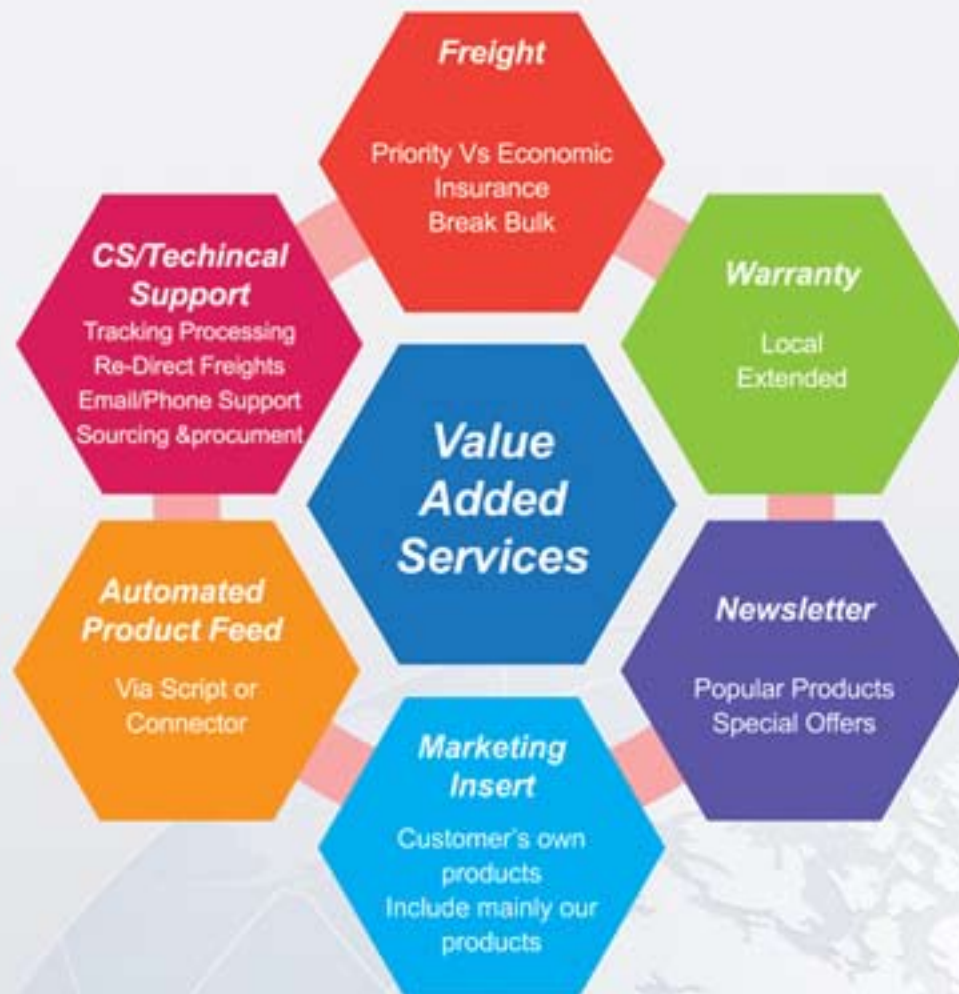 Freight
Priority Vs Economic
Insurance
Break Bulk
CS/Techincal
Support
Tracking Processing
Re-Direct Freights
Email/Phone Support
Sourcing &procument
Warranty
Local
Extended
Value
Added
Services
Automated
Product Feed
Via Script or
Connector
Newsletter
Popular Products
Special Offers
Marketing
Insert
Customer's own
products
Include mainly our
products